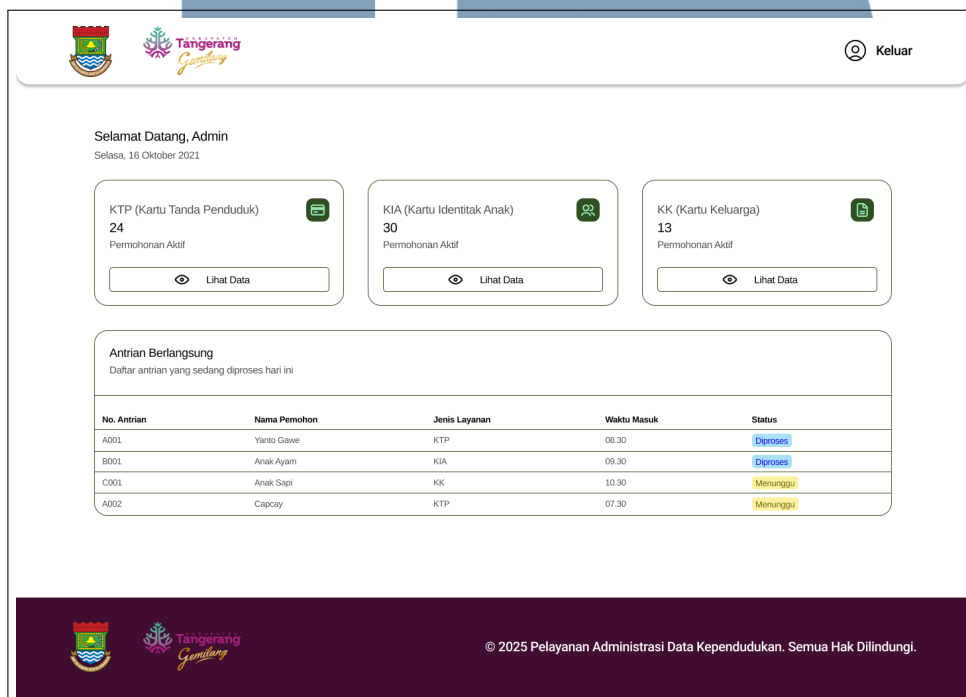 KABUPATEN
Tangerang
Gemilang
Keluar
Selamat Datang, Admin
Selasa, 16 Oktober 2021
KTP (Kartu Tanda Penduduk)
24
Permohonan Aktif
Lihat Data
KIA (Kartu Identitak Anak)
30
Permohonan Aktif
Lihat Data
KK (Kartu Keluarga)
13
Permohonan Aktif
Lihat Data
Antrian Berlangsung
Daftar antrian yang sedang diproses hari ini
No. Antrian Nama Pemohon Jenis Layanan Waktu Masuk Status
A001 Yanto Gawe KTP 08.30 Diproses
B001 Anak Ayam KIA 09.30 Diproses
C001 Anak Sapi KK 10.30 Menunggu
A002 Capcay KTP 07.30 Menunggu
KABUPATEN
Tangerang
Gemilang
© 2025 Pelayanan Administrasi Data Kependudukan. Semua Hak Dilindungi.